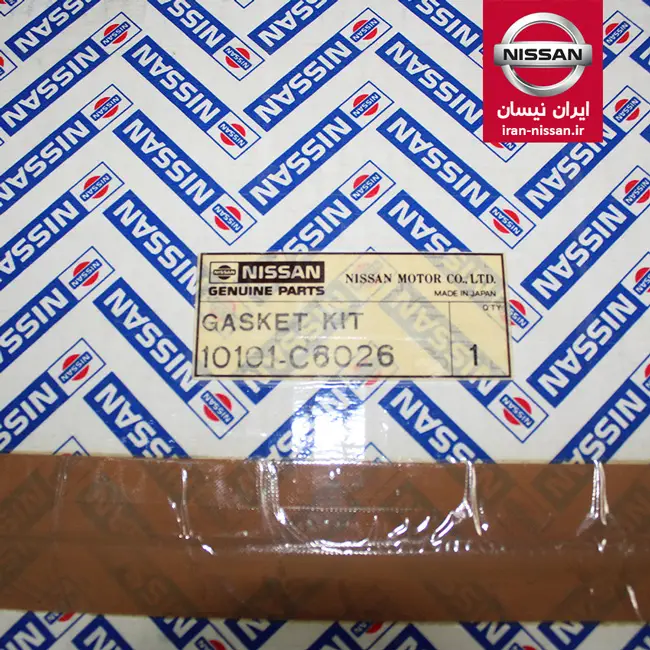 NISSAN
ایران نیسان
iran-nissan.ir
NISSAN
GENUINE PARTS
NISSAN MOTOR CO., LTD.
MADE IN JAPAN
Q'TY
GASKET KIT
10101-C6026
1